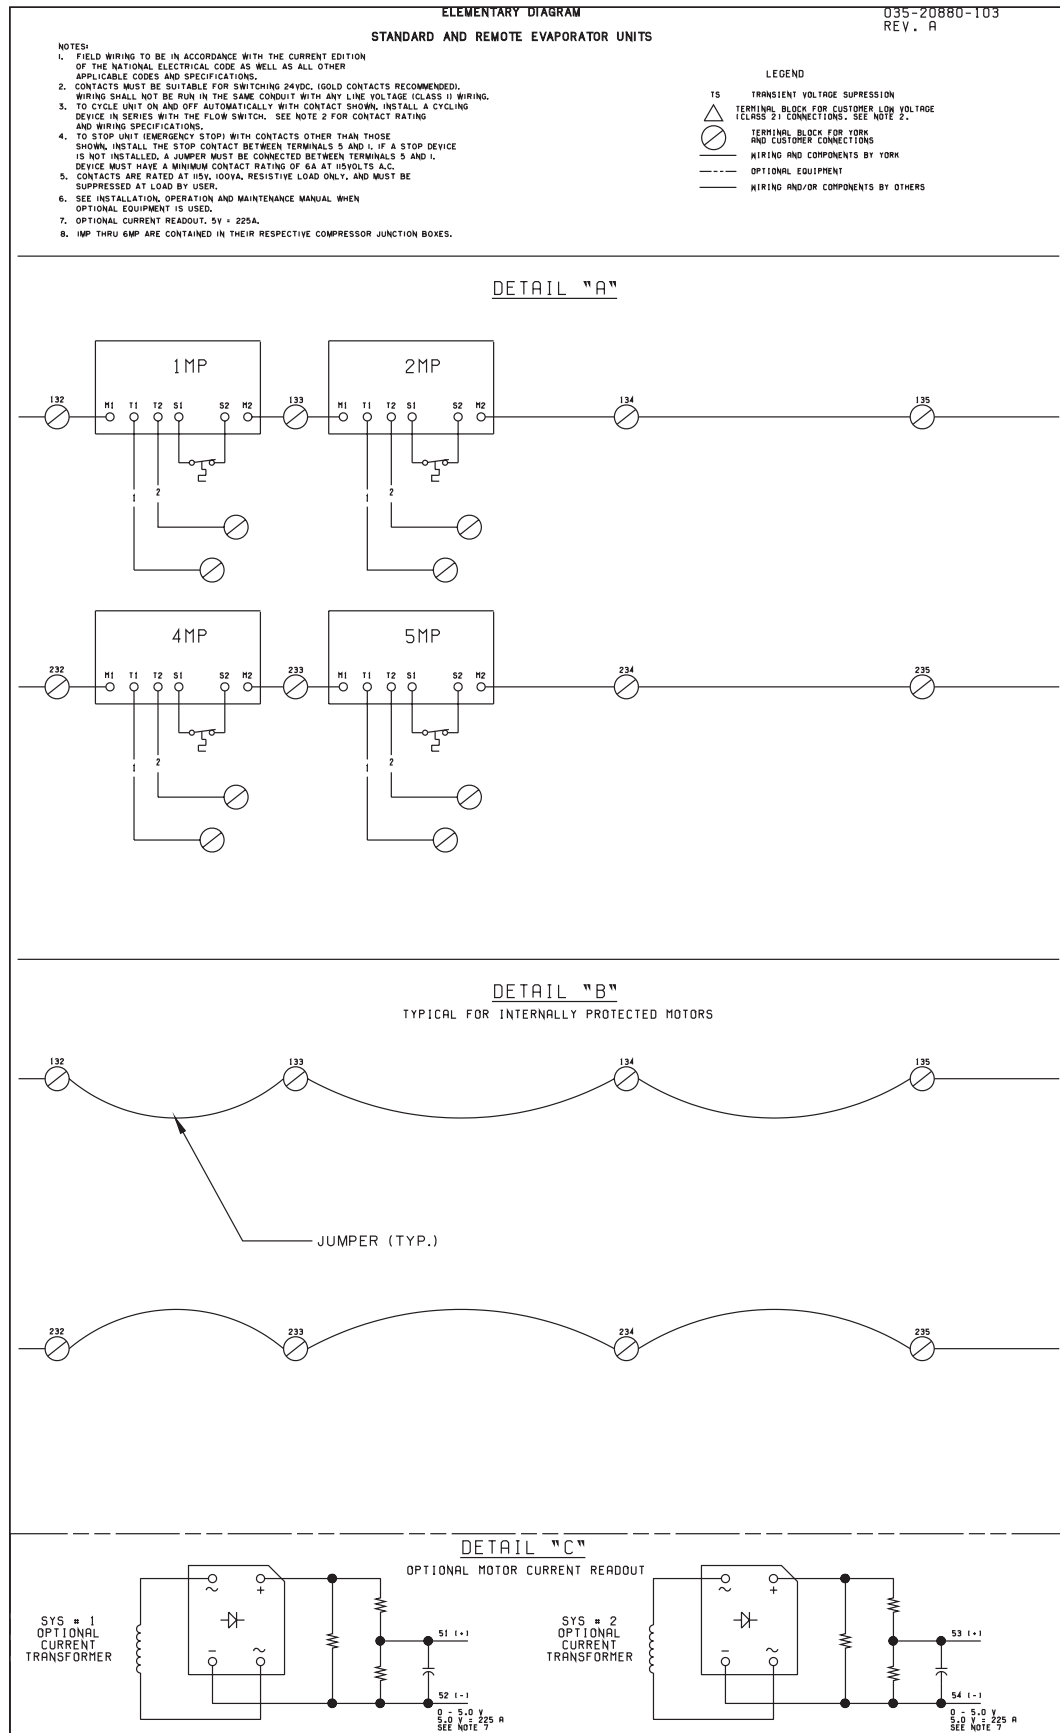 ELEMENTARY DIAGRAM
035-20880-103
REV. A
STANDARD AND REMOTE EVAPORATOR UNITS
NOTES:
1. FIELD WIRING TO BE IN ACCORDANCE WITH THE CURRENT EDITION
OF THE NATIONAL ELECTRICAL CODE AS WELL AS ALL OTHER
APPLICABLE CODES AND SPECIFICATIONS.
2. CONTACTS MUST BE SUITABLE FOR SWITCHING 24VDC. (GOLD CONTACTS RECOMMENDED).
WIRING SHALL NOT BE RUN IN THE SAME CONDUIT WITH ANY LINE VOLTAGE (CLASS 1) WIRING.
3. TO CYCLE UNIT ON AND OFF AUTOMATICALLY WITH CONTACT SHOWN, INSTALL A CYCLING
DEVICE IN SERIES WITH THE FLOW SWITCH. SEE NOTE 2 FOR CONTACT RATING
AND WIRING SPECIFICATIONS.
4. TO STOP UNIT (EMERGENCY STOP) WITH CONTACTS OTHER THAN THOSE
SHOWN, INSTALL THE STOP CONTACT BETWEEN TERMINALS 5 AND 1. IF A STOP DEVICE
IS NOT INSTALLED, A JUMPER MUST BE CONNECTED BETWEEN TERMINALS 5 AND 1.
DEVICE MUST HAVE A MINIMUM CONTACT RATING OF 6A AT 115VOLTS A.C.
5. CONTACTS ARE RATED AT 115V, 100VA, RESISTIVE LOAD ONLY, AND MUST BE
SUPPRESSED AT LOAD BY USER.
6. SEE INSTALLATION, OPERATION AND MAINTENANCE MANUAL WHEN
OPTIONAL EQUIPMENT IS USED.
7. OPTIONAL CURRENT READOUT. 5V = 225A.
8. 1MP THRU 6MP ARE CONTAINED IN THEIR RESPECTIVE COMPRESSOR JUNCTION BOXES.
LEGEND
TS TRANSIENT VOLTAGE SUPRESSION
TERMINAL BLOCK FOR CUSTOMER LOW VOLTAGE
(CLASS 2) CONNECTIONS. SEE NOTE 2.
TERMINAL BLOCK FOR YORK
AND CUSTOMER CONNECTIONS
WIRING AND COMPONENTS BY YORK
OPTIONAL EQUIPMENT
WIRING AND/OR COMPONENTS BY OTHERS
DETAIL "A"
1MP 2MP
132 M1 T1 T2 S1 S2 M2 133 M1 T1 T2 S1 S2 M2 134 135
1 2 1 2
4MP 5MP
232 M1 T1 T2 S1 S2 M2 233 M1 T1 T2 S1 S2 M2 234 235
1 2 1 2
DETAIL "B"
TYPICAL FOR INTERNALLY PROTECTED MOTORS
132 133 134 135
JUMPER (TYP.)
232 233 234 235
DETAIL "C"
OPTIONAL MOTOR CURRENT READOUT
SYS # 1
OPTIONAL
CURRENT
TRANSFORMER
~ +
- ~
51 (+)
52 (-)
0 - 5.0 V
5.0 V = 225 A
SEE NOTE 7
SYS # 2
OPTIONAL
CURRENT
TRANSFORMER
~ +
- ~
53 (+)
54 (-)
0 - 5.0 V
5.0 V = 225 A
SEE NOTE 7